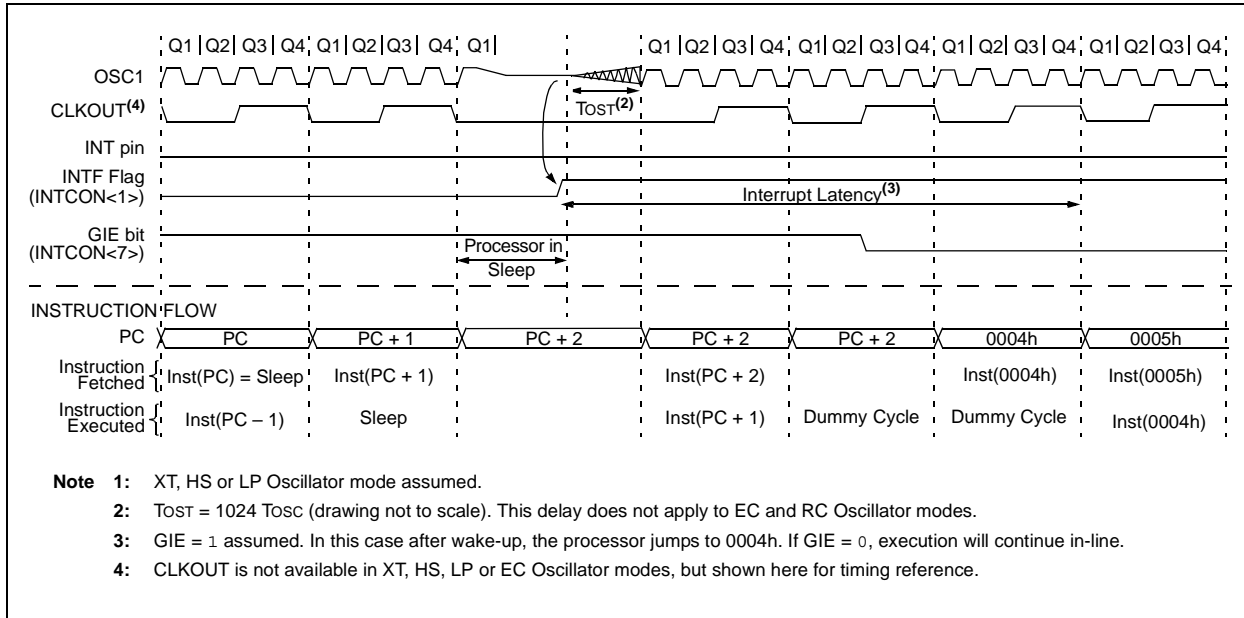 Q1 | Q2 | Q3 | Q4 Q1 | Q2 | Q3 | Q4 Q1 | Q1 | Q2 | Q3 | Q4 Q1 | Q2 | Q3 | Q4 Q1 | Q2 | Q3 | Q4 Q1 | Q2 | Q3 | Q4
OSC1
TOST(2)
CLKOUT(4)
INT pin
INTF Flag
(INTCON<1>)
Interrupt Latency(3)
GIE bit
(INTCON<7>)
Processor in
Sleep
INSTRUCTION FLOW
PC PC PC + 1 PC + 2 PC + 2 PC + 2 0004h 0005h
Instruction
Fetched { Inst(PC) = Sleep Inst(PC + 1) Inst(PC + 2) Inst(0004h) Inst(0005h)
Instruction
Executed { Inst(PC – 1) Sleep Inst(PC + 1) Dummy Cycle Dummy Cycle Inst(0004h)
Note 1: XT, HS or LP Oscillator mode assumed.
2: TOST = 1024 TOSC (drawing not to scale). This delay does not apply to EC and RC Oscillator modes.
3: GIE = 1 assumed. In this case after wake-up, the processor jumps to 0004h. If GIE = 0, execution will continue in-line.
4: CLKOUT is not available in XT, HS, LP or EC Oscillator modes, but shown here for timing reference.